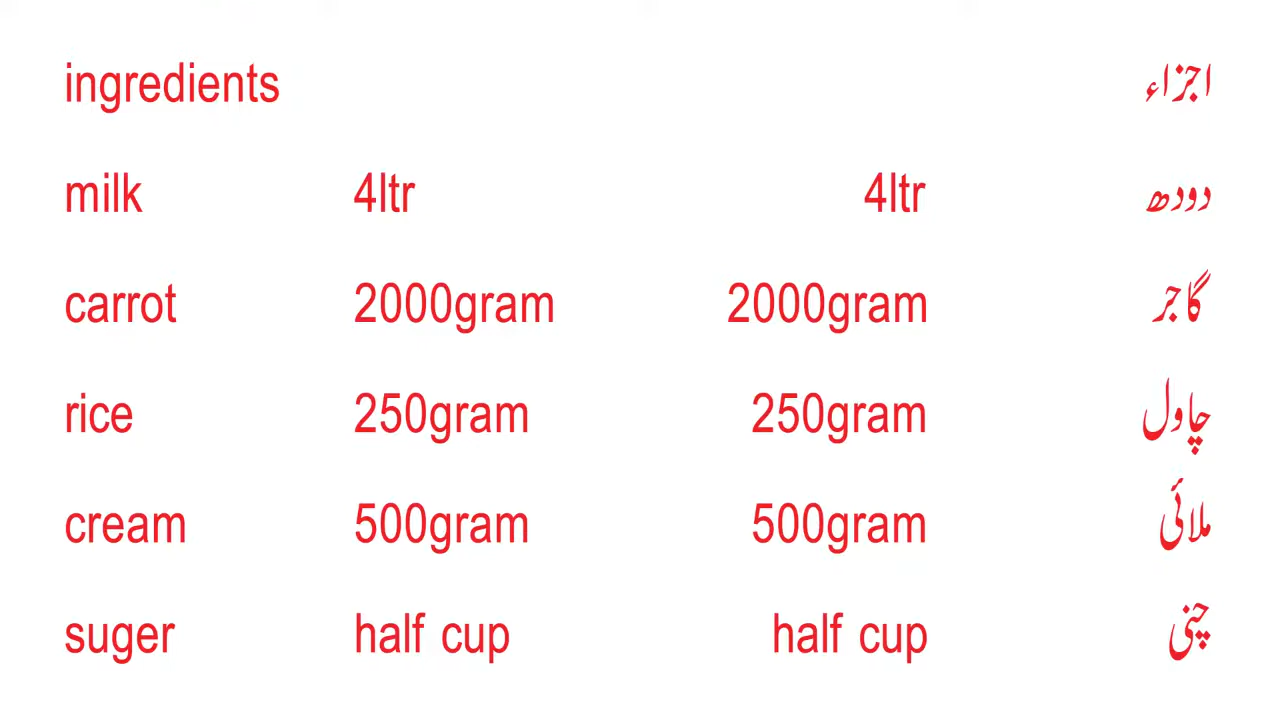 ingredients اجزاء
milk 4ltr 4ltr دودھ
carrot 2000gram 2000gram گاجر
rice 250gram 250gram چاول
cream 500gram 500gram ملائی
suger half cup half cup چنی